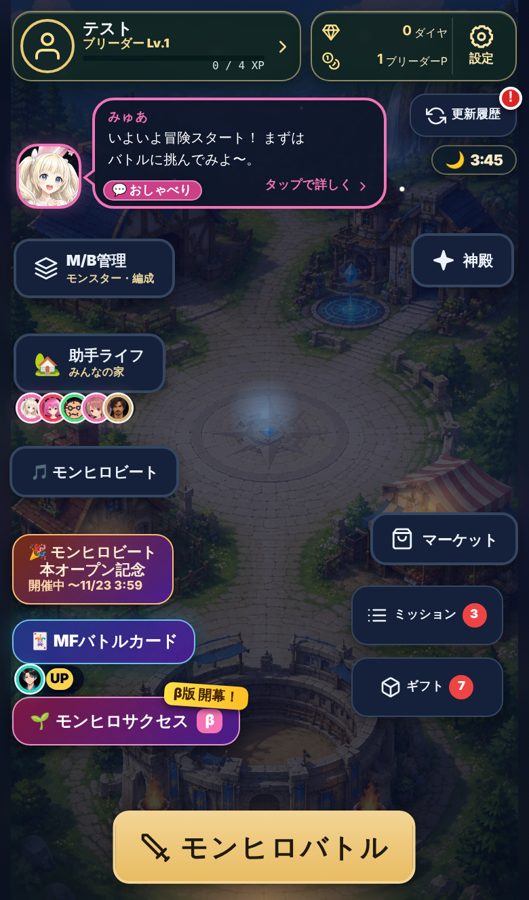 テスト
ブリーダー Lv.1
0 / 4 XP
0 ダイヤ
1 ブリーダーP
設定
みゅあ
いよいよ冒険スタート！ まずは
バトルに挑んでみよ〜。
おしゃべり
タップで詳しく
更新履歴
!
3:45
M/B管理
モンスター・編成
神殿
助手ライフ
みんなの家
モンヒロビート
マーケット
モンヒロビート
本オープン記念
開催中 〜11/23 3:59
ミッション 3
MFバトルカード
UP
ギフト 7
β版 開幕！
モンヒロサクセス β
モンヒロバトル